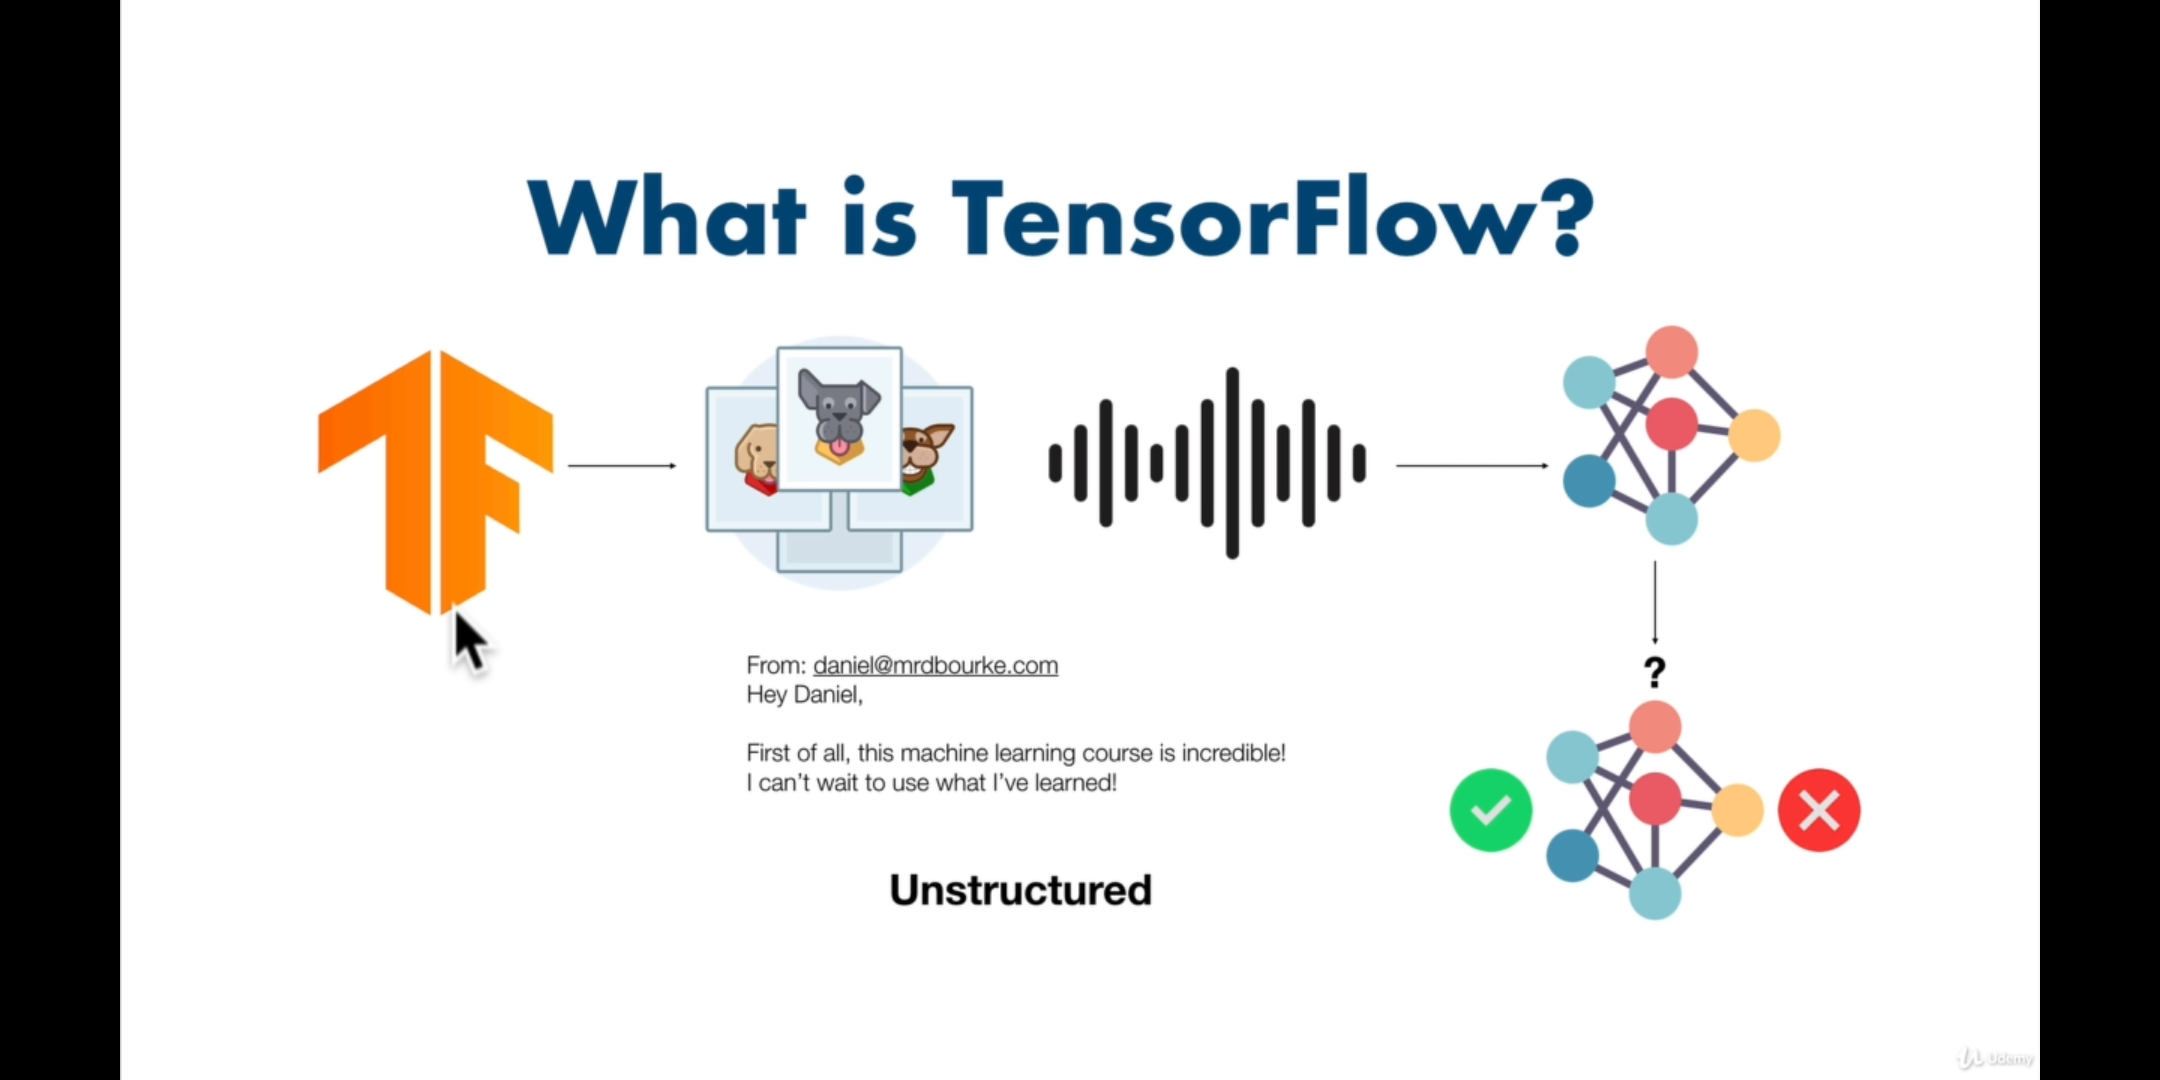 What is TensorFlow?
From: daniel@mrdbourke.com
Hey Daniel,
First of all, this machine learning course is incredible!
I can't wait to use what I've learned!
?
Unstructured
Udemy